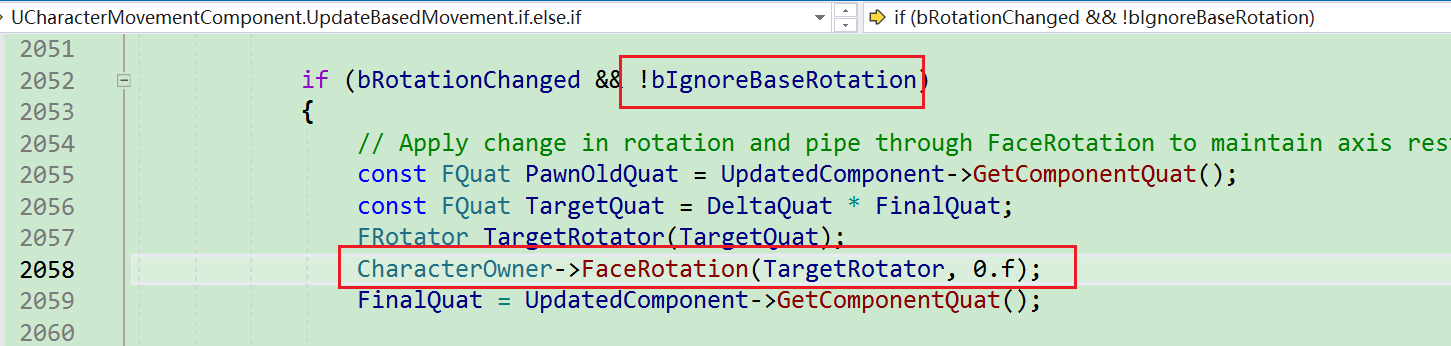 UCharacterMovementComponent.UpdateBasedMovement.if.else.if
if (bRotationChanged && !bIgnoreBaseRotation)
2051
2052 if (bRotationChanged && !bIgnoreBaseRotation)
2053 {
2054 // Apply change in rotation and pipe through FaceRotation to maintain axis rest
2055 const FQuat PawnOldQuat = UpdatedComponent->GetComponentQuat();
2056 const FQuat TargetQuat = DeltaQuat * FinalQuat;
2057 FRotator TargetRotator(TargetQuat);
2058 CharacterOwner->FaceRotation(TargetRotator, 0.f);
2059 FinalQuat = UpdatedComponent->GetComponentQuat();
2060